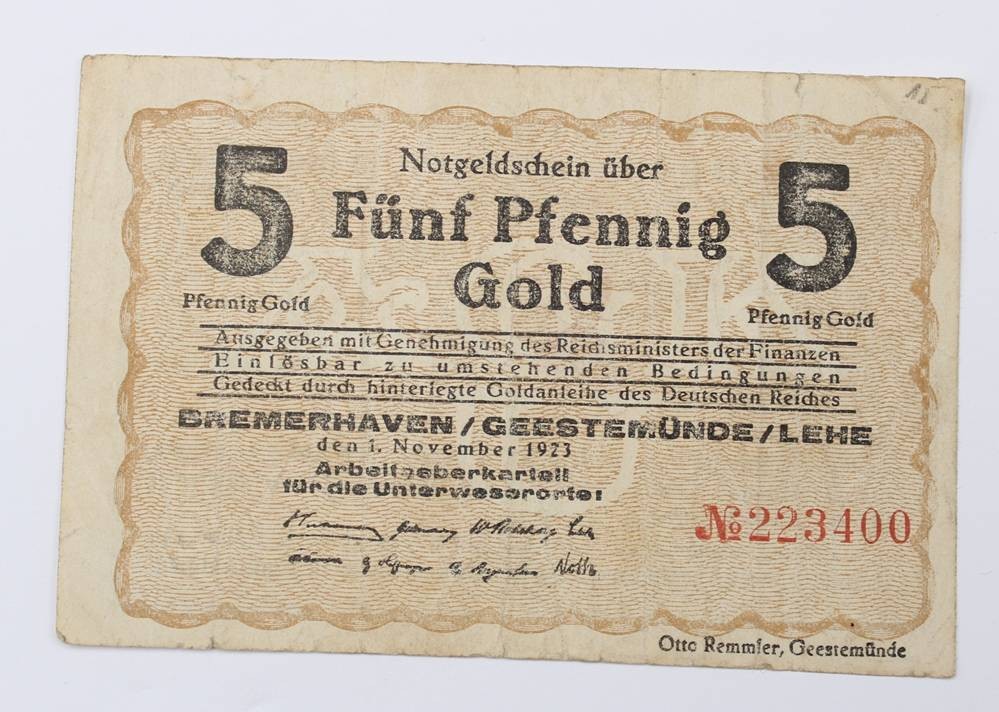 5
5
Notgeldschein über
Fünf Pfennig
Gold
Pfennig Gold
Pfennig Gold
Ausgegeben mit Genehmigung des Reichsministers der Finanzen
Einlösbar zu umstehenden Bedingungen
Gedeckt durch hinterlegte Goldanleihe des Deutschen Reiches
BREMERHAVEN/GEESTEMÜNDE/LEHE
den 1. November 1923
Arbeitgeberkartell
für die Unterweserorte:
№223400
Nolte
Otto Remmler, Geestemünde